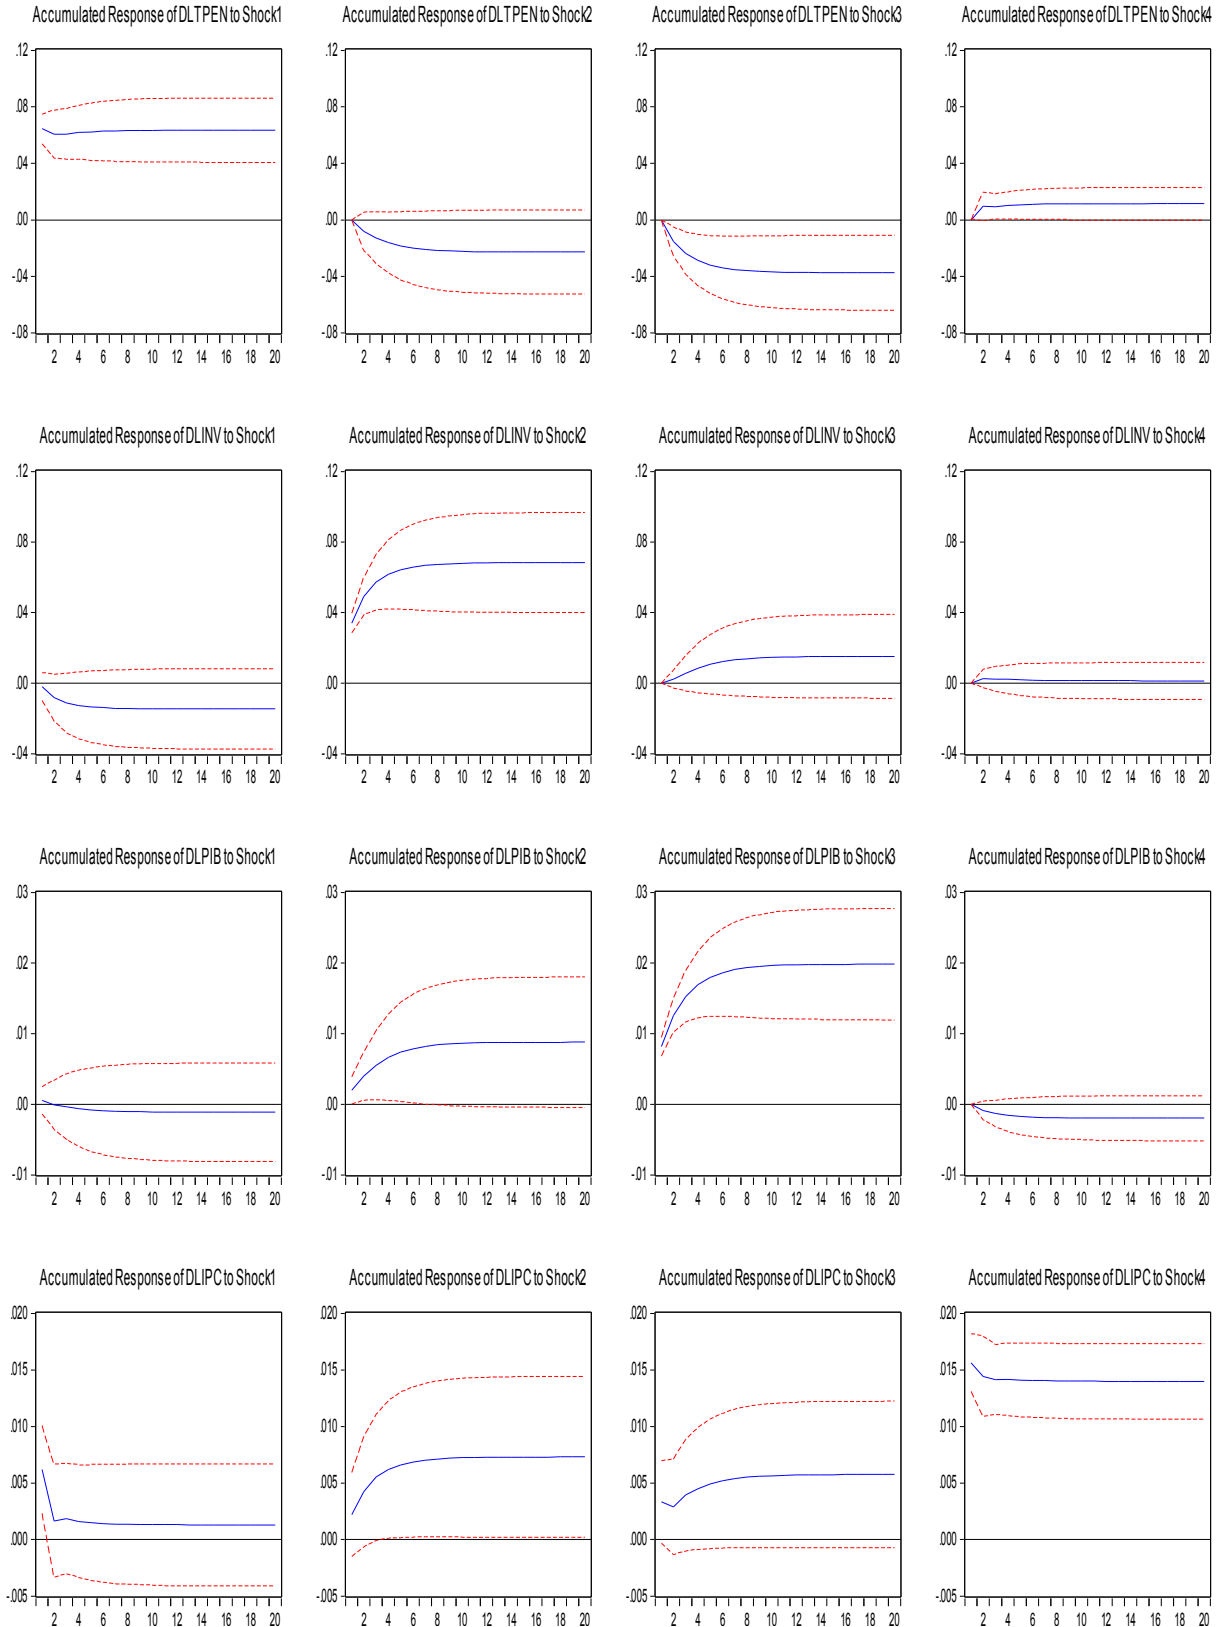 Accumulated Response of DLTPEN to Shock1
Accumulated Response of DLTPEN to Shock2
Accumulated Response of DLTPEN to Shock3
Accumulated Response of DLTPEN to Shock4
.12
.08
.04
.00
-.04
-.08
2 4 6 8 10 12 14 16 18 20
.12
.08
.04
.00
-.04
-.08
2 4 6 8 10 12 14 16 18 20
.12
.08
.04
.00
-.04
-.08
2 4 6 8 10 12 14 16 18 20
.12
.08
.04
.00
-.04
-.08
2 4 6 8 10 12 14 16 18 20
Accumulated Response of DLINV to Shock1
Accumulated Response of DLINV to Shock2
Accumulated Response of DLINV to Shock3
Accumulated Response of DLINV to Shock4
.12
.08
.04
.00
-.04
2 4 6 8 10 12 14 16 18 20
.12
.08
.04
.00
-.04
2 4 6 8 10 12 14 16 18 20
.12
.08
.04
.00
-.04
2 4 6 8 10 12 14 16 18 20
.12
.08
.04
.00
-.04
2 4 6 8 10 12 14 16 18 20
Accumulated Response of DLPIB to Shock1
Accumulated Response of DLPIB to Shock2
Accumulated Response of DLPIB to Shock3
Accumulated Response of DLPIB to Shock4
.03
.02
.01
.00
-.01
2 4 6 8 10 12 14 16 18 20
.03
.02
.01
.00
-.01
2 4 6 8 10 12 14 16 18 20
.03
.02
.01
.00
-.01
2 4 6 8 10 12 14 16 18 20
.03
.02
.01
.00
-.01
2 4 6 8 10 12 14 16 18 20
Accumulated Response of DLIPC to Shock1
Accumulated Response of DLIPC to Shock2
Accumulated Response of DLIPC to Shock3
Accumulated Response of DLIPC to Shock4
.020
.015
.010
.005
.000
-.005
2 4 6 8 10 12 14 16 18 20
.020
.015
.010
.005
.000
-.005
2 4 6 8 10 12 14 16 18 20
.020
.015
.010
.005
.000
-.005
2 4 6 8 10 12 14 16 18 20
.020
.015
.010
.005
.000
-.005
2 4 6 8 10 12 14 16 18 20